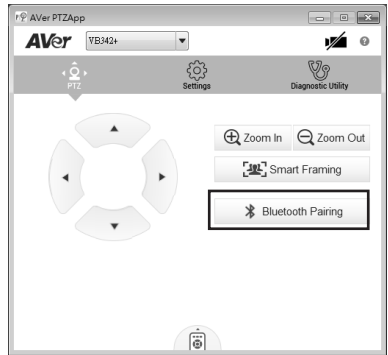 AVer PTZApp
AVer VB342+
PTZ Settings Diagnostic Utility
Zoom In Zoom Out
Smart Framing
Bluetooth Pairing